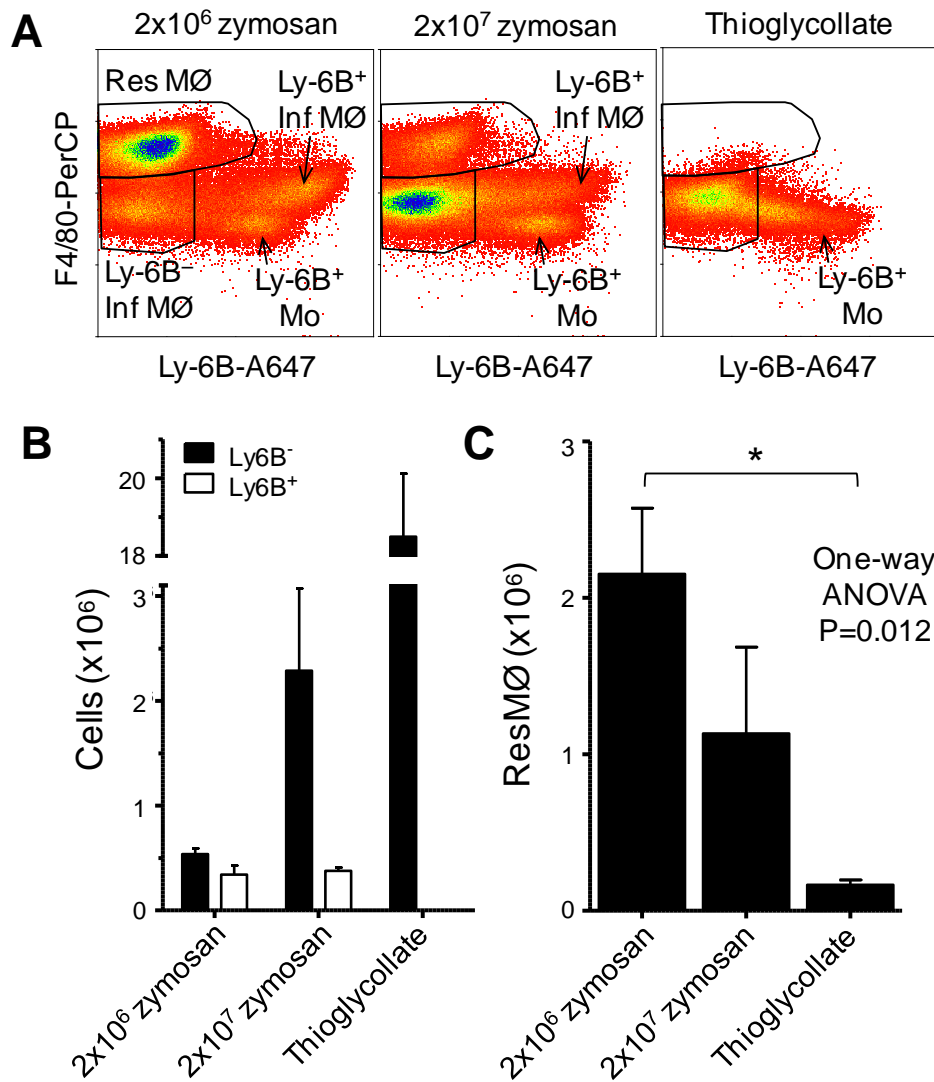 A
2x10⁶ zymosan
2x10⁷ zymosan
Thioglycollate
F4/80-PerCP
Res MØ
Ly-6B⁺
Inf MØ
Ly-6B⁻
Inf MØ
Ly-6B⁺
Mo
Ly-6B⁺
Inf MØ
Ly-6B⁺
Mo
Ly-6B⁺
Mo
Ly-6B-A647
Ly-6B-A647
Ly-6B-A647
B
Ly6B⁻
Ly6B⁺
Cells (x10⁶)
20
18
3
2
1
0
2x10⁶ zymosan
2x10⁷ zymosan
Thioglycollate
C
ResMØ (x10⁶)
3
2
1
0
*
One-way
ANOVA
P=0.012
2x10⁶ zymosan
2x10⁷ zymosan
Thioglycollate